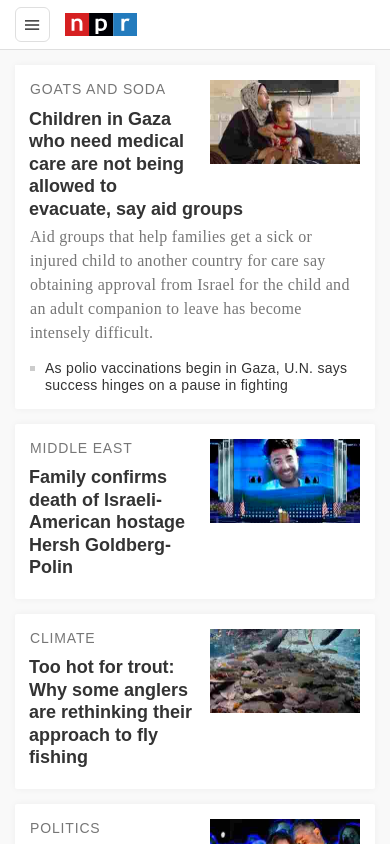 npr
GOATS AND SODA
Children in Gaza
who need medical
care are not being
allowed to
evacuate, say aid groups
Aid groups that help families get a sick or
injured child to another country for care say
obtaining approval from Israel for the child and
an adult companion to leave has become
intensely difficult.
As polio vaccinations begin in Gaza, U.N. says
success hinges on a pause in fighting
MIDDLE EAST
Family confirms
death of Israeli-
American hostage
Hersh Goldberg-
Polin
CLIMATE
Too hot for trout:
Why some anglers
are rethinking their
approach to fly
fishing
POLITICS